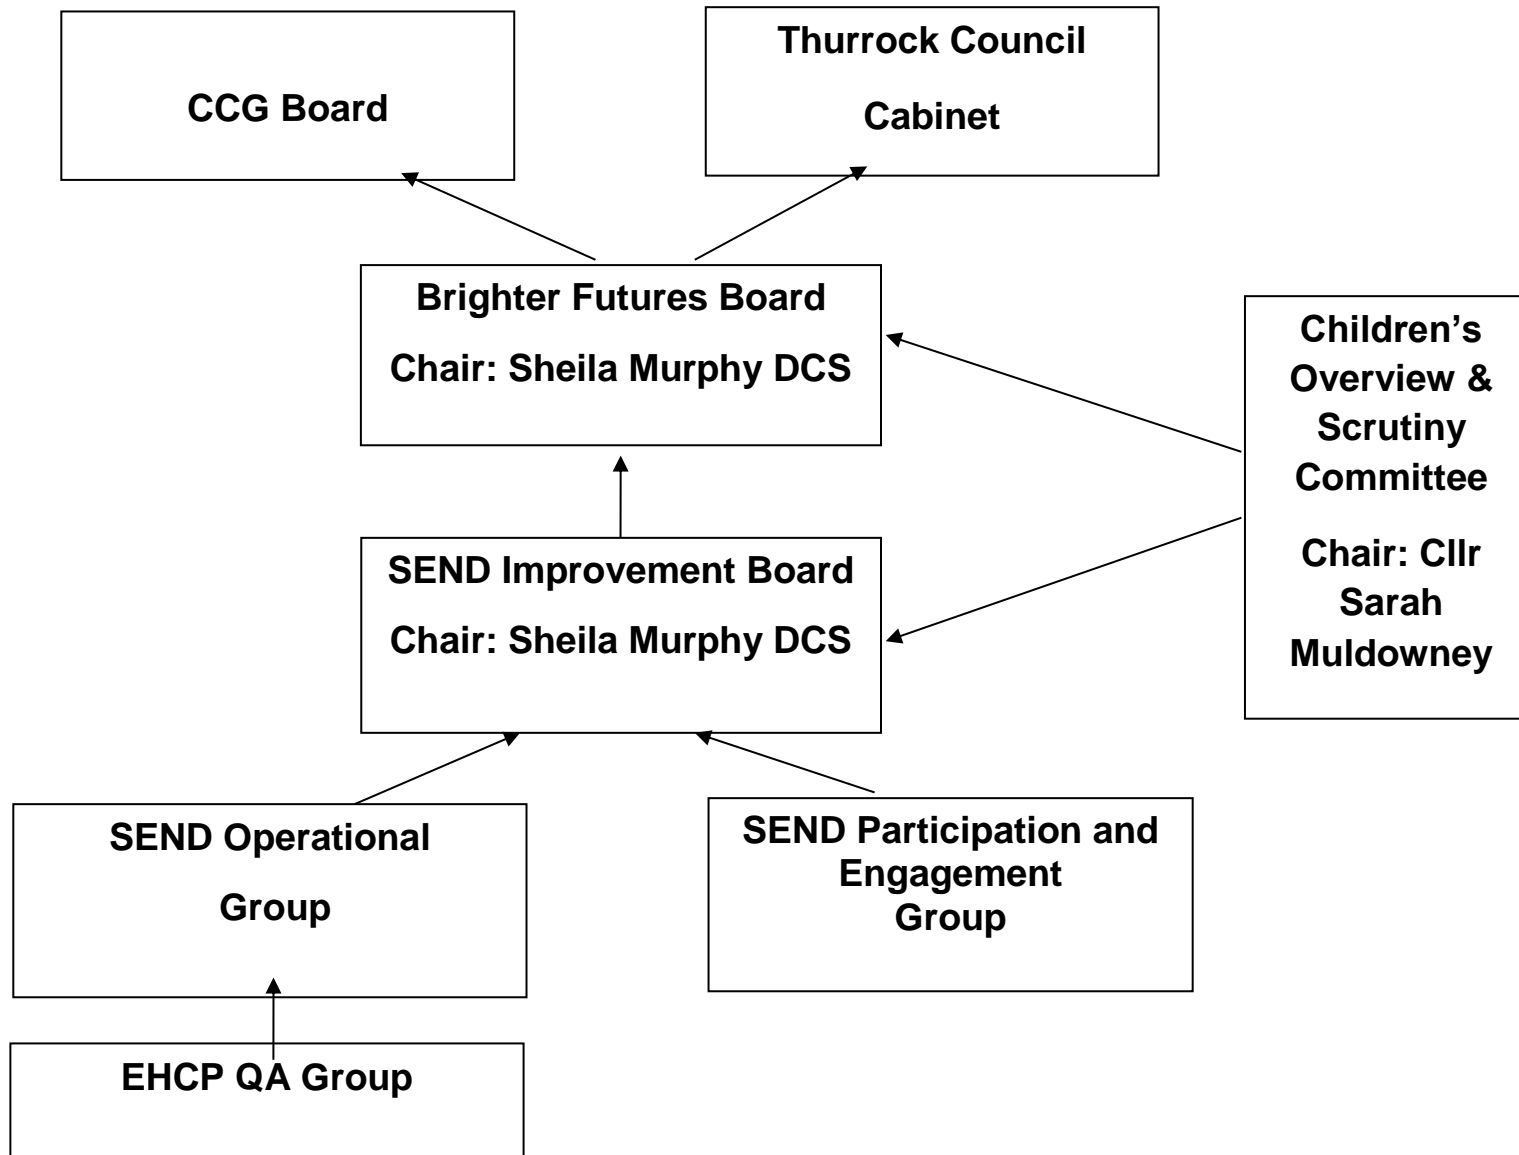 CCG Board
Thurrock Council
Cabinet
Brighter Futures Board
Chair: Sheila Murphy DCS
Children’s
Overview &
Scrutiny
Committee
Chair: Cllr
Sarah
Muldowney
SEND Improvement Board
Chair: Sheila Murphy DCS
SEND Operational
Group
SEND Participation and
Engagement
Group
EHCP QA Group